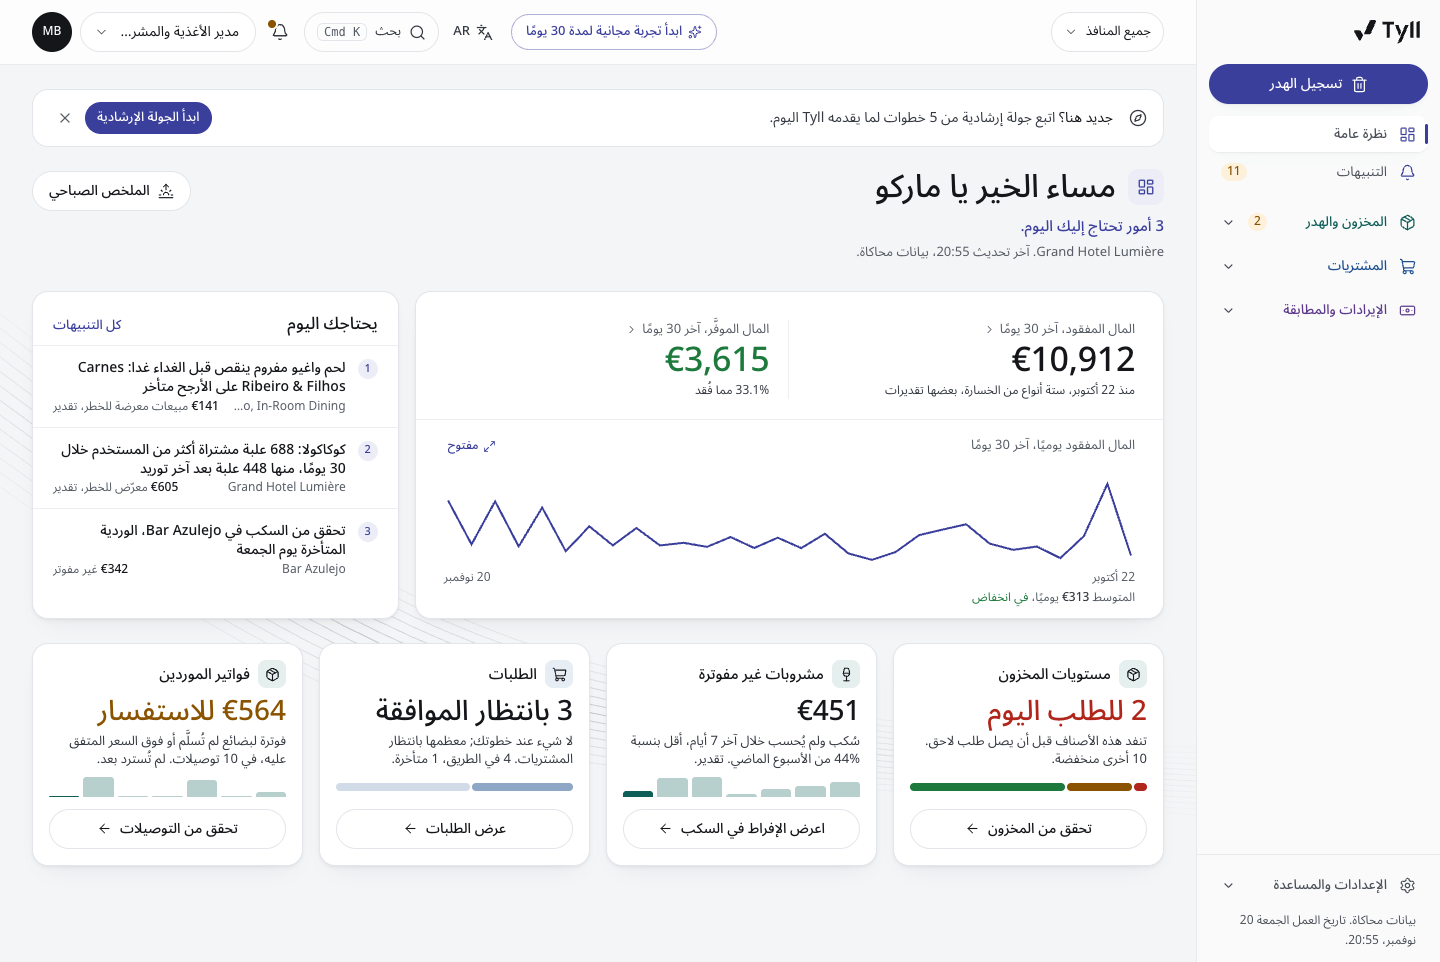 Tyll
تسجيل الهدر
نظرة عامة
التنبيهات
11
المخزون والهدر
2
المشتريات
الإيرادات والمطابقة
الإعدادات والمساعدة
بيانات محاكاة. تاريخ العمل الجمعة 20
نوفمبر، 20:55.
جميع المنافذ
ابدأ تجربة مجانية لمدة 30 يومًا
AR
بحث
Cmd K
مدير الأغذية والمشر...
MB
جديد هنا؟ اتبع جولة إرشادية من 5 خطوات لما يقدمه Tyll اليوم.
ابدأ الجولة الإرشادية
مساء الخير يا ماركو
3 أمور تحتاج إليك اليوم.
Grand Hotel Lumière. آخر تحديث 20:55، بيانات محاكاة.
الملخص الصباحي
المال المفقود، آخر 30 يومًا
€10,912
منذ 22 أكتوبر، ستة أنواع من الخسارة، بعضها تقديرات
المال الموفَّر، آخر 30 يومًا
€3,615
33.1% مما فُقد
المال المفقود يوميًا، آخر 30 يومًا
مفتوح
22 أكتوبر
20 نوفمبر
المتوسط €313 يوميًا، في انخفاض
يحتاجك اليوم
كل التنبيهات
1
لحم واغيو مفروم ينقص قبل الغداء غدا: Carnes
Ribeiro & Filhos على الأرجح متأخر
...o, In-Room Dining
€141 مبيعات معرضة للخطر، تقدير
2
كوكاكولا: 688 علبة مشتراة أكثر من المستخدم خلال
30 يومًا، منها 448 علبة بعد آخر توريد
Grand Hotel Lumière
€605 معرّض للخطر، تقدير
3
تحقق من السكب في Bar Azulejo، الوردية
المتأخرة يوم الجمعة
Bar Azulejo
€342 غير مفوتر
مستويات المخزون
2 للطلب اليوم
تنفد هذه الأصناف قبل أن يصل طلب لاحق.
10 أخرى منخفضة.
تحقق من المخزون
مشروبات غير مفوترة
€451
سُكب ولم يُحسب خلال آخر 7 أيام، أقل بنسبة
44% من الأسبوع الماضي. تقدير.
اعرض الإفراط في السكب
الطلبات
3 بانتظار الموافقة
لا شيء عند خطوتك; معظمها بانتظار
المشتريات. 4 في الطريق، 1 متأخرة.
عرض الطلبات
فواتير الموردين
€564 للاستفسار
فوترة لبضائع لم تُسلَّم أو فوق السعر المتفق
عليه، في 10 توصيلات. لم تُسترد بعد.
تحقق من التوصيلات